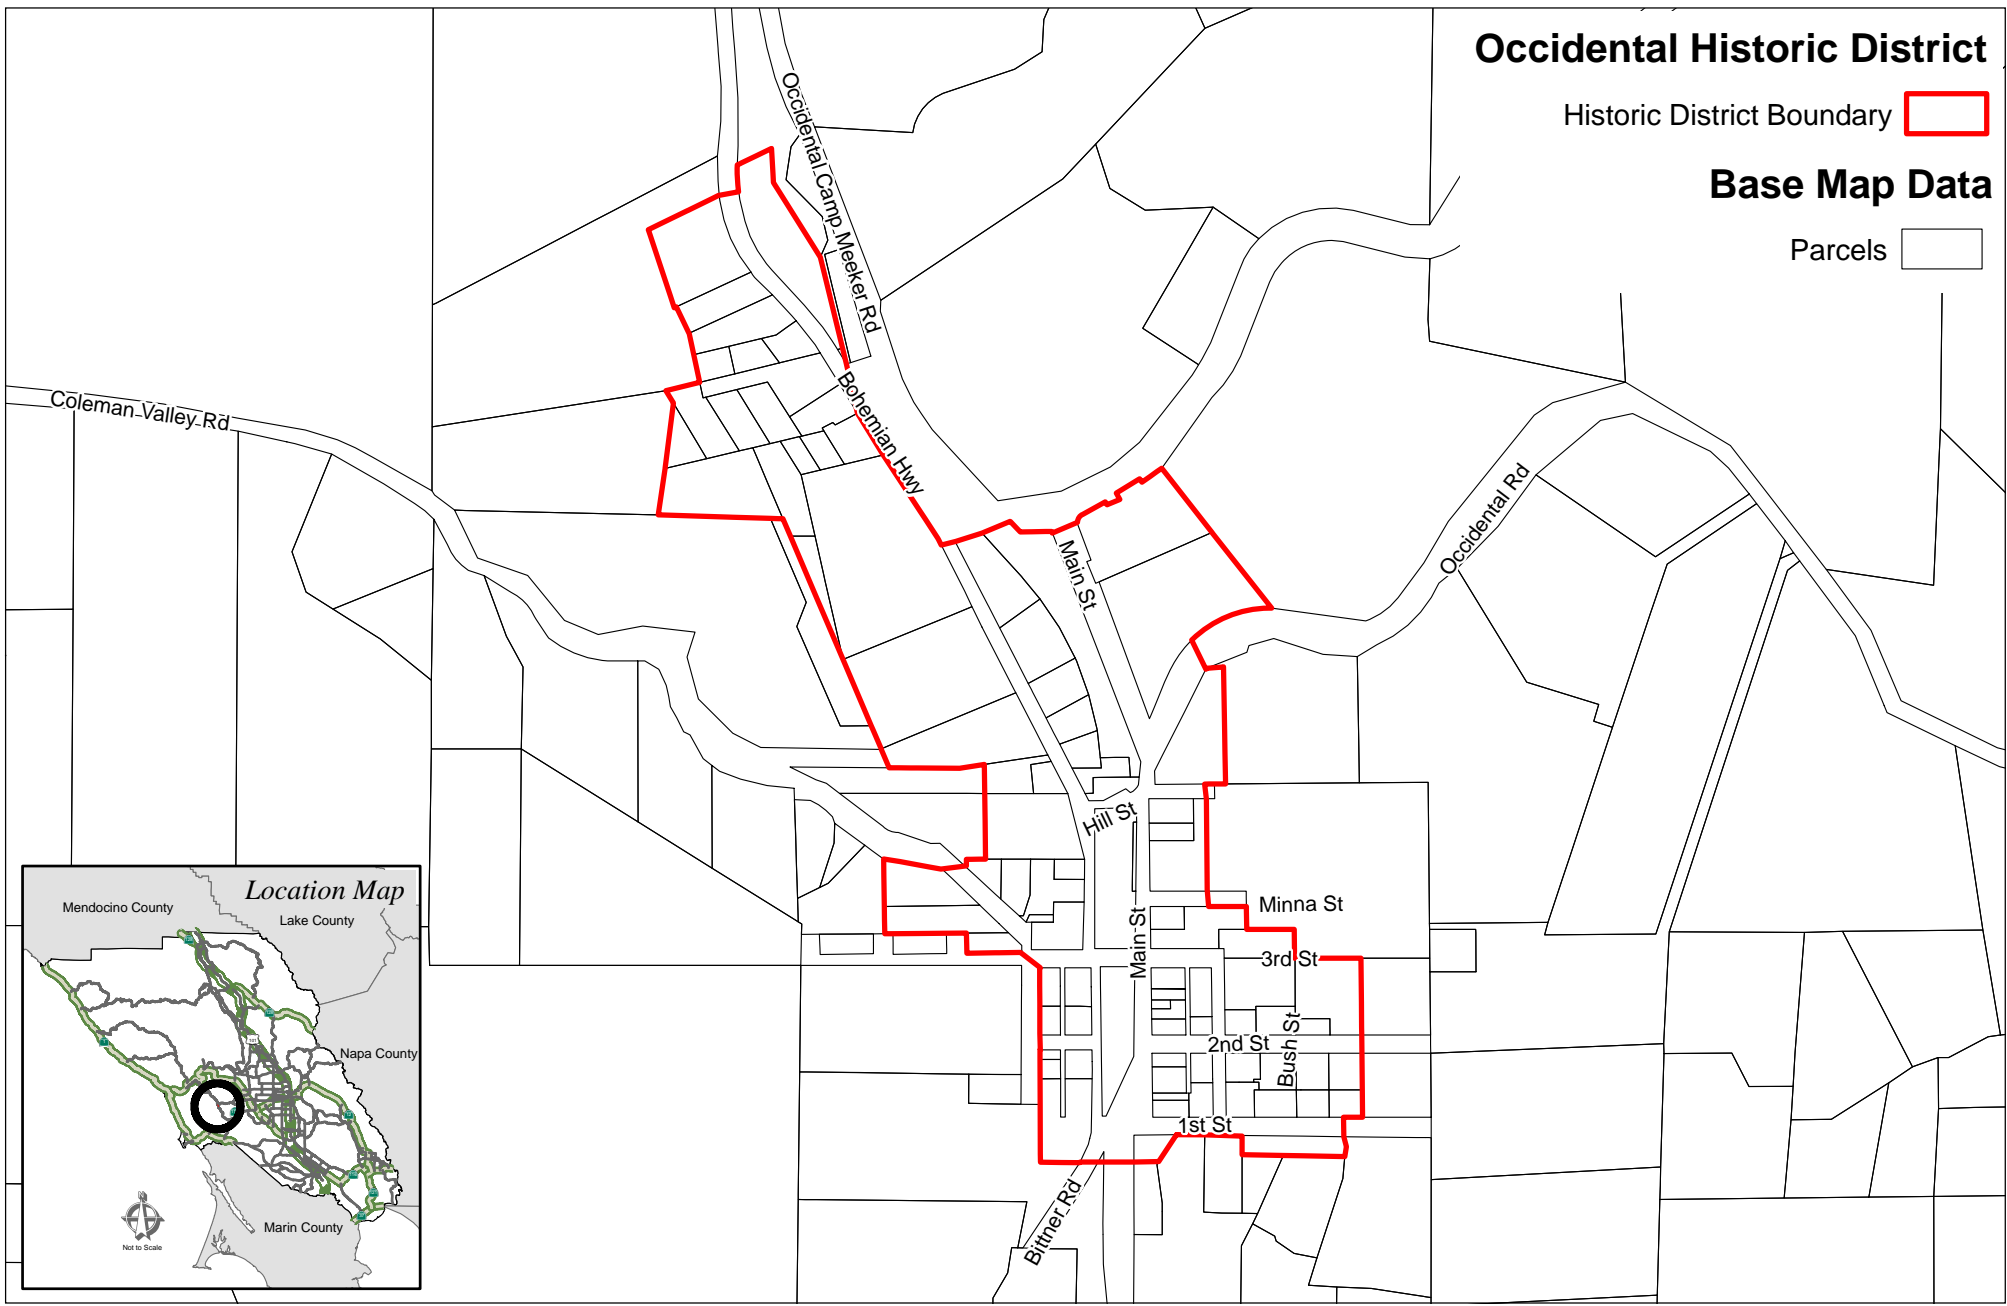 Occidental Historic District
Historic District Boundary
Base Map Data
Parcels
Occidental Camp Meeker Rd
Bohemian Hwy
Coleman Valley Rd
Main St
Occidental Rd
Hill St
Minna St
Main St
3rd St
2nd St
Bush St
1st St
Bittner Rd
Location Map
Mendocino County
Lake County
Napa County
Marin County
Not to Scale